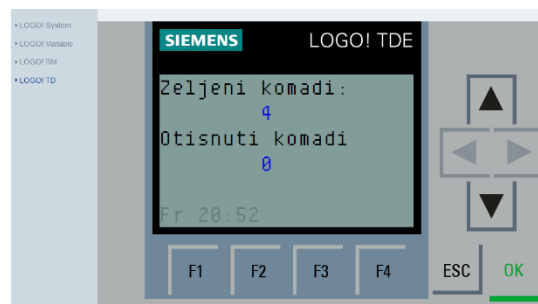 LOGO! System
LOGO! Variable
LOGO! BM
LOGO! TD
SIEMENS LOGO! TDE
Zeljeni komadi:
4
Otisnuti komadi
0
Fr 20:52
F1 F2 F3 F4
ESC OK